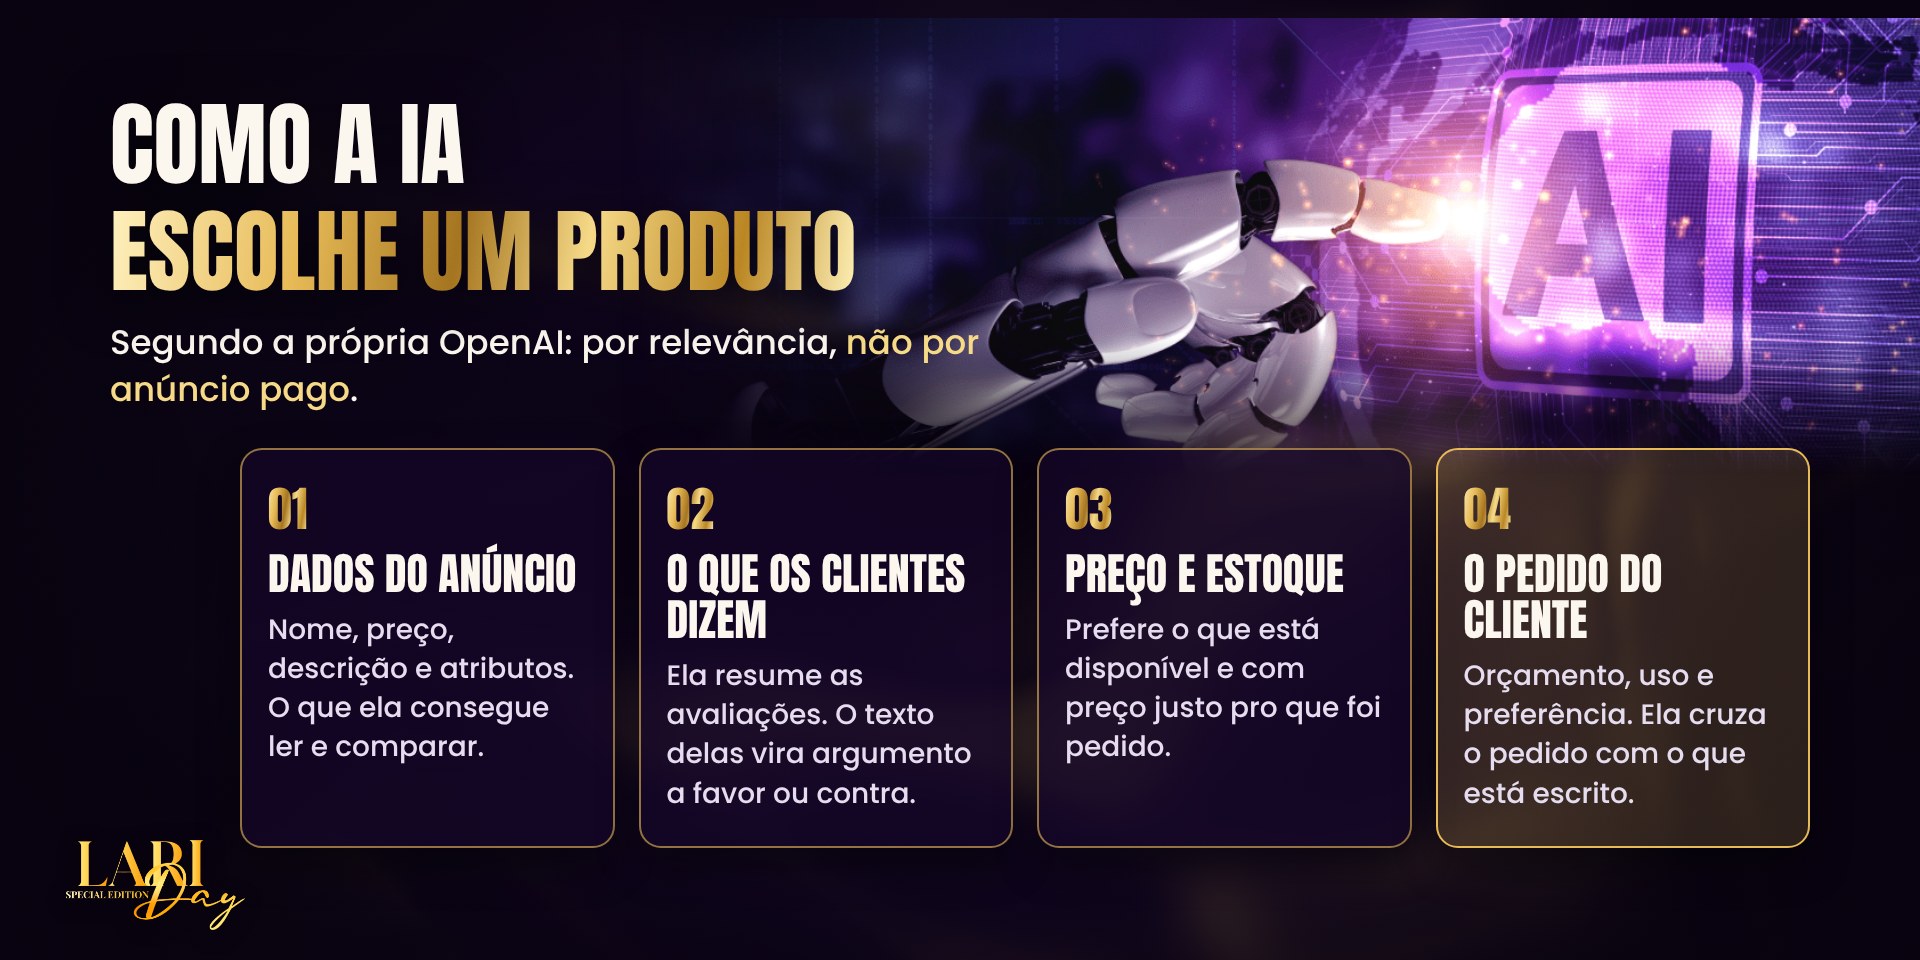 COMO A IA
ESCOLHE UM PRODUTO
Segundo a própria OpenAI: por relevância, não por
anúncio pago.
AI
01
DADOS DO ANÚNCIO
Nome, preço,
descrição e atributos.
O que ela consegue
ler e comparar.
02
O QUE OS CLIENTES
DIZEM
Ela resume as
avaliações. O texto
delas vira argumento
a favor ou contra.
03
PREÇO E ESTOQUE
Prefere o que está
disponível e com
preço justo pro que foi
pedido.
04
O PEDIDO DO
CLIENTE
Orçamento, uso e
preferência. Ela cruza
o pedido com o que
está escrito.
LABI
SPECIAL EDITION
Day